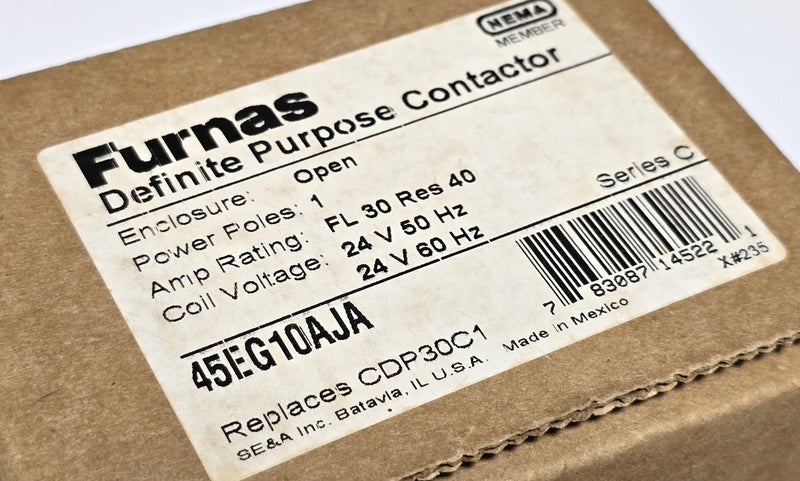 NEMA
MEMBER
Furnas
Definite Purpose Contactor
Enclosure: Open
Power Poles: 1
Amp Rating: FL 30 Res 40
Coil Voltage: 24 V 50 Hz
24 V 60 Hz
Series C
45EG10AJA
7 83087 14522 1
X#235
Replaces CDP30C1
SE&A Inc. Batavia, IL U.S.A. Made in Mexico